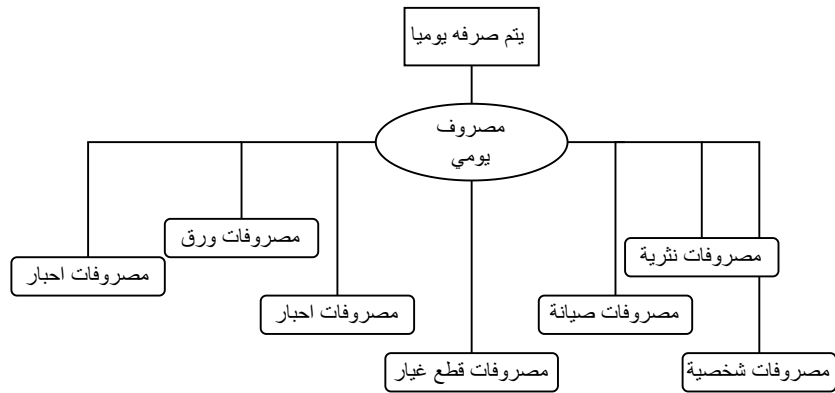 يتم صرفه يوميا
مصروف
يومي
مصروفات ورق
مصروفات نثرية
مصروفات احبار
مصروفات احبار
مصروفات صيانة
مصروفات قطع غيار
مصروفات شخصية